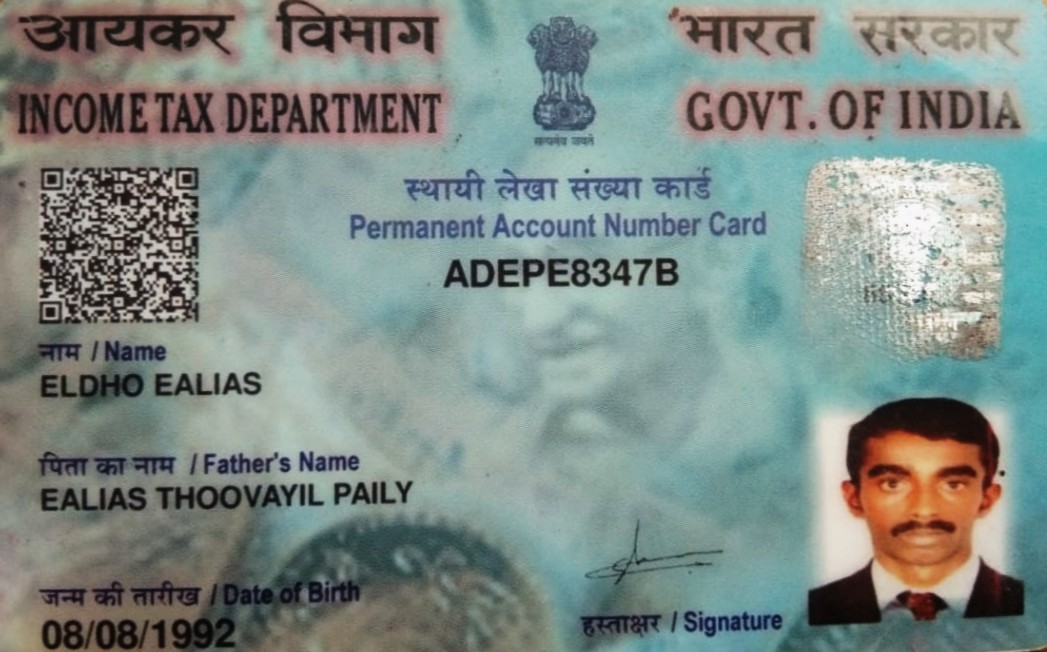 आयकर विभाग
INCOME TAX DEPARTMENT
सत्यमेव जयते
भारत सरकार
GOVT. OF INDIA
स्थायी लेखा संख्या कार्ड
Permanent Account Number Card
ADEPE8347B
नाम / Name
ELDHO EALIAS
पिता का नाम / Father's Name
EALIAS THOOVAYIL PAILY
जन्म की तारीख / Date of Birth
08/08/1992
हस्ताक्षर / Signature